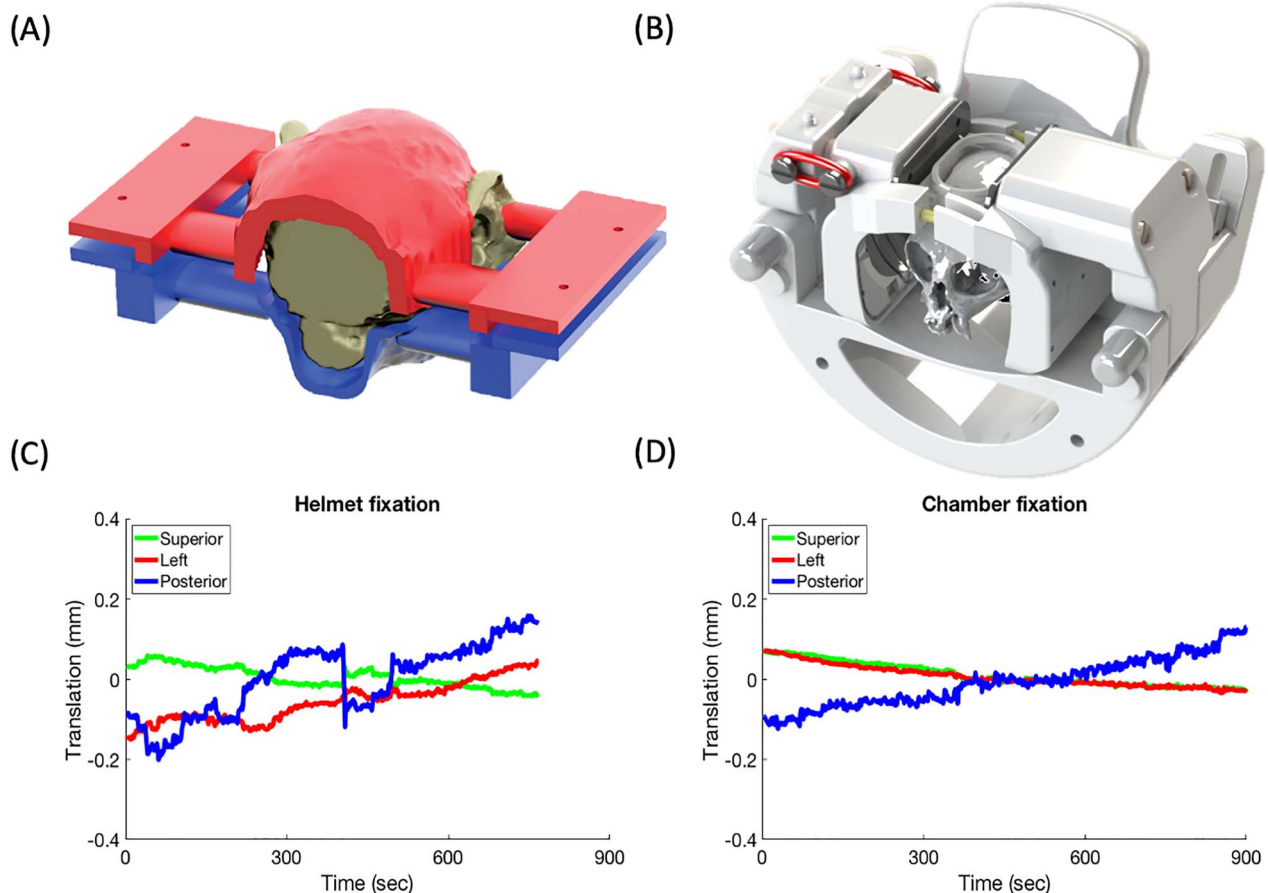 (A)
(B)
(C)
(D)
Helmet fixation
0.4
0.2
0
-0.2
-0.4
Translation (mm)
Superior
Left
Posterior
0
300
600
900
Time (sec)
Chamber fixation
0.4
0.2
0
-0.2
-0.4
Translation (mm)
Superior
Left
Posterior
0
300
600
900
Time (sec)